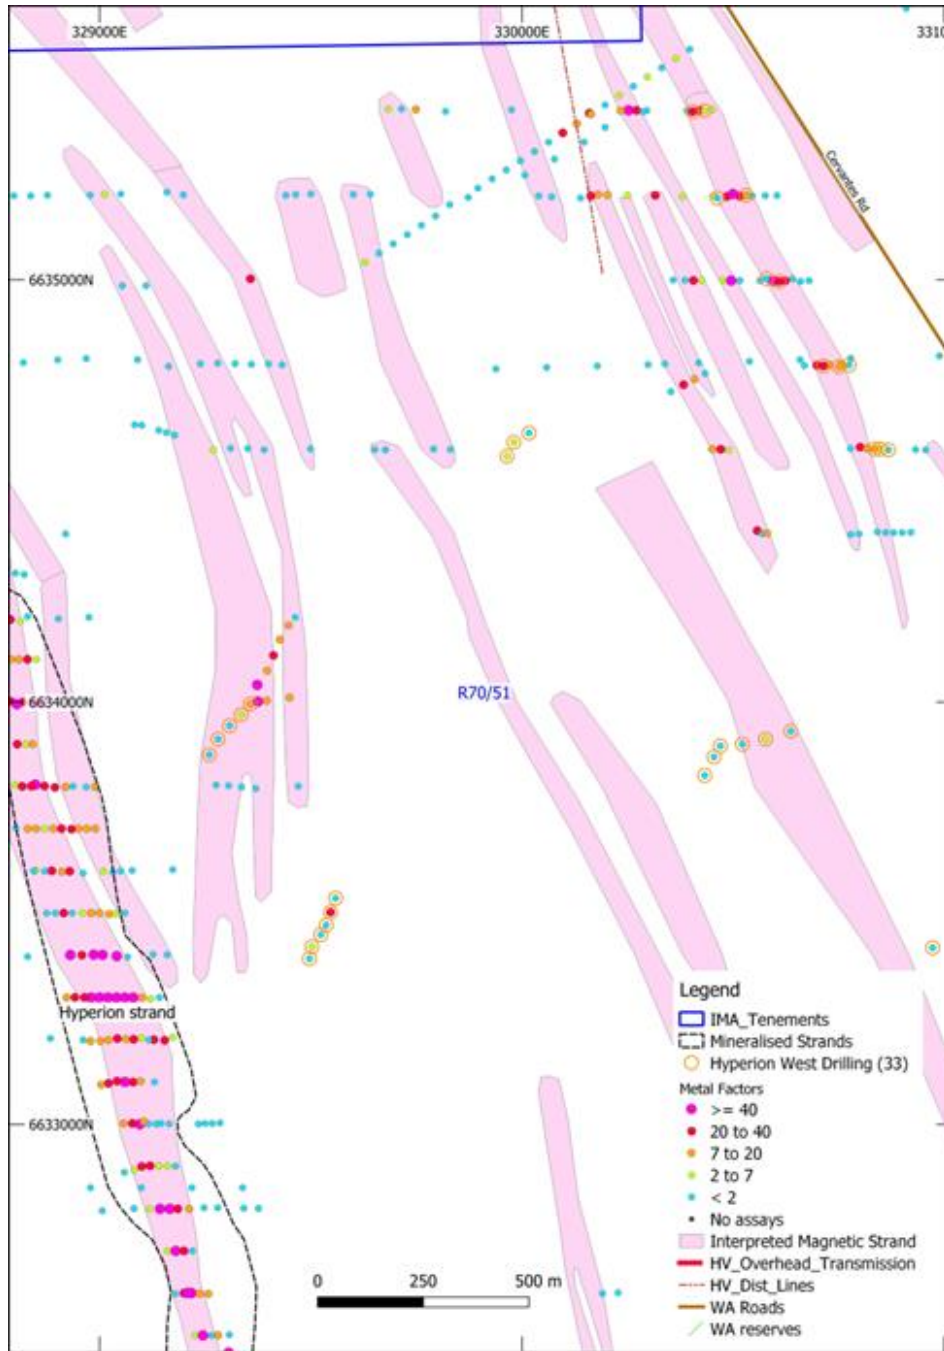 329000E
330000E
3310
Cervantes Rd
6635000N
R70/51
6634000N
Hyperion strand
6633000N
0 250 500 m
Legend
IMA_Tenements
Mineralised Strands
Hyperion West Drilling (33)
Metal Factors
>= 40
20 to 40
7 to 20
2 to 7
< 2
No assays
Interpreted Magnetic Strand
HV_Overhead_Transmission
HV_Dist_Lines
WA Roads
WA reserves